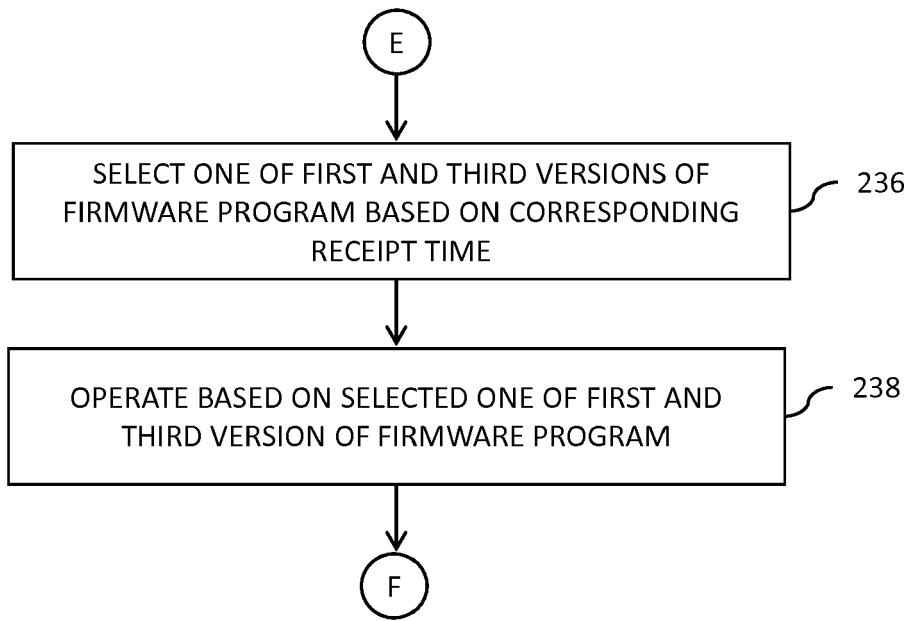 E
SELECT ONE OF FIRST AND THIRD VERSIONS OF
FIRMWARE PROGRAM BASED ON CORRESPONDING
RECEIPT TIME
236
OPERATE BASED ON SELECTED ONE OF FIRST AND
THIRD VERSION OF FIRMWARE PROGRAM
238
F